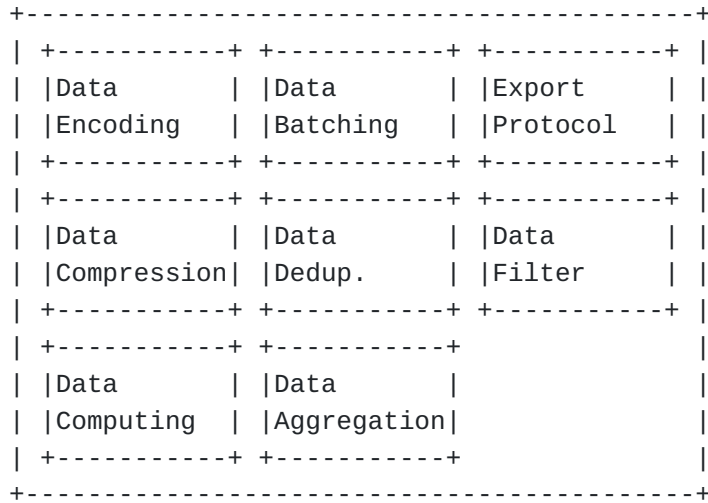 +-----------------------------------------+
| +-----------+ +-----------+ +-----------+ |
| |Data       | |Data       | |Export     | |
| |Encoding   | |Batching   | |Protocol   | |
| +-----------+ +-----------+ +-----------+ |
| +-----------+ +-----------+ +-----------+ |
| |Data       | |Data       | |Data       | |
| |Compression| |Dedup.     | |Filter     | |
| +-----------+ +-----------+ +-----------+ |
| +-----------+ +-----------+               |
| |Data       | |Data       |               |
| |Computing  | |Aggregation|               |
| +-----------+ +-----------+               |
+-----------------------------------------+